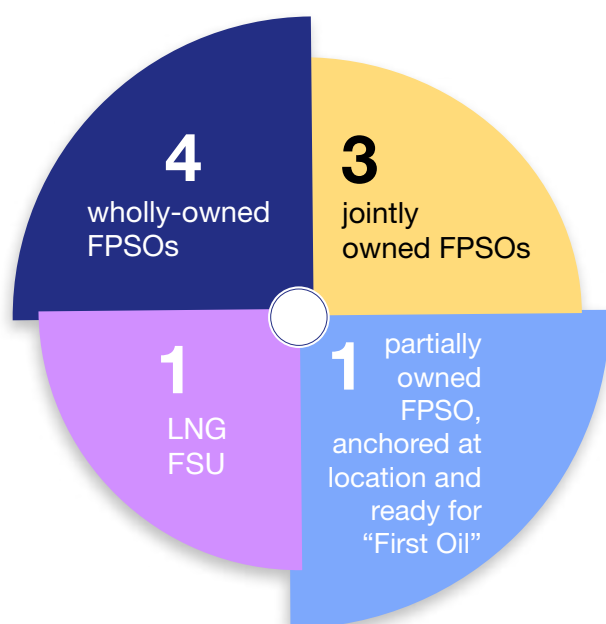 4
wholly-owned
FPSOs
3
jointly
owned FPSOs
1
LNG
FSU
1 partially
owned
FPSO,
anchored at
location and
ready for
“First Oil”